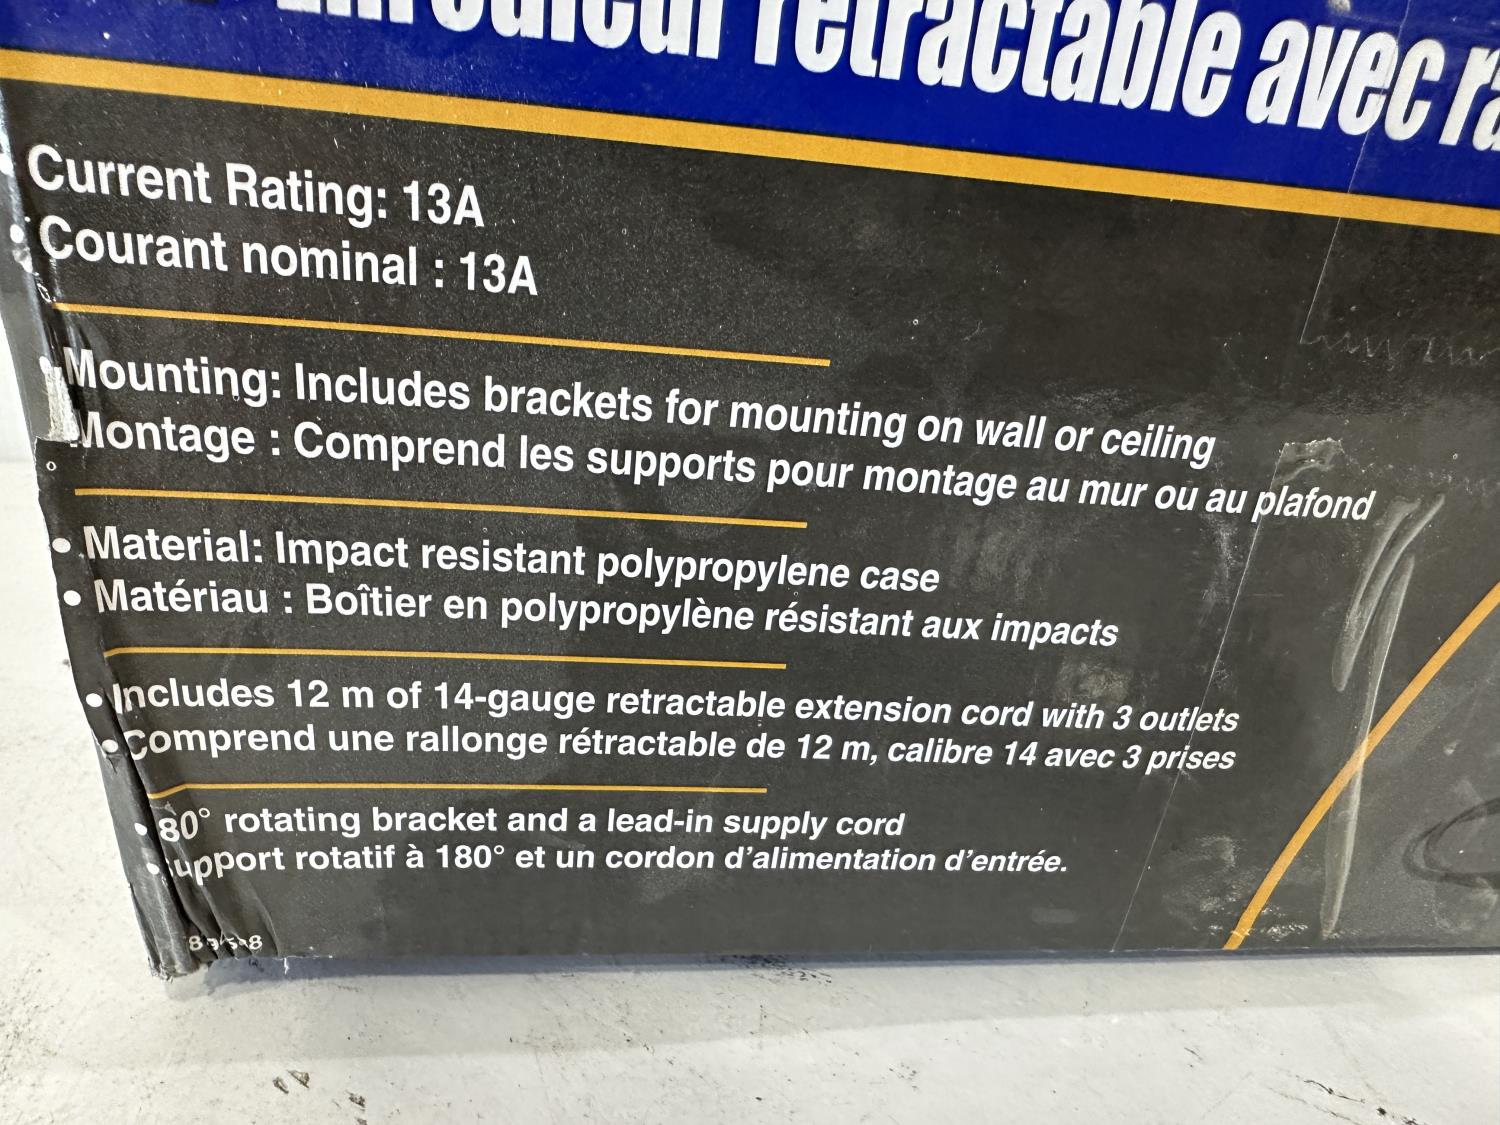 Enrouleur rétractable avec
Current Rating: 13A
• Courant nominal : 13A
• Mounting: Includes brackets for mounting on wall or ceiling
Montage : Comprend les supports pour montage au mur ou au plafond
• Material: Impact resistant polypropylene case
• Matériau : Boîtier en polypropylène résistant aux impacts
• Includes 12 m of 14-gauge retractable extension cord with 3 outlets
• Comprend une rallonge rétractable de 12 m, calibre 14 avec 3 prises
• 80° rotating bracket and a lead-in supply cord
• Support rotatif à 180° et un cordon d'alimentation d'entrée.